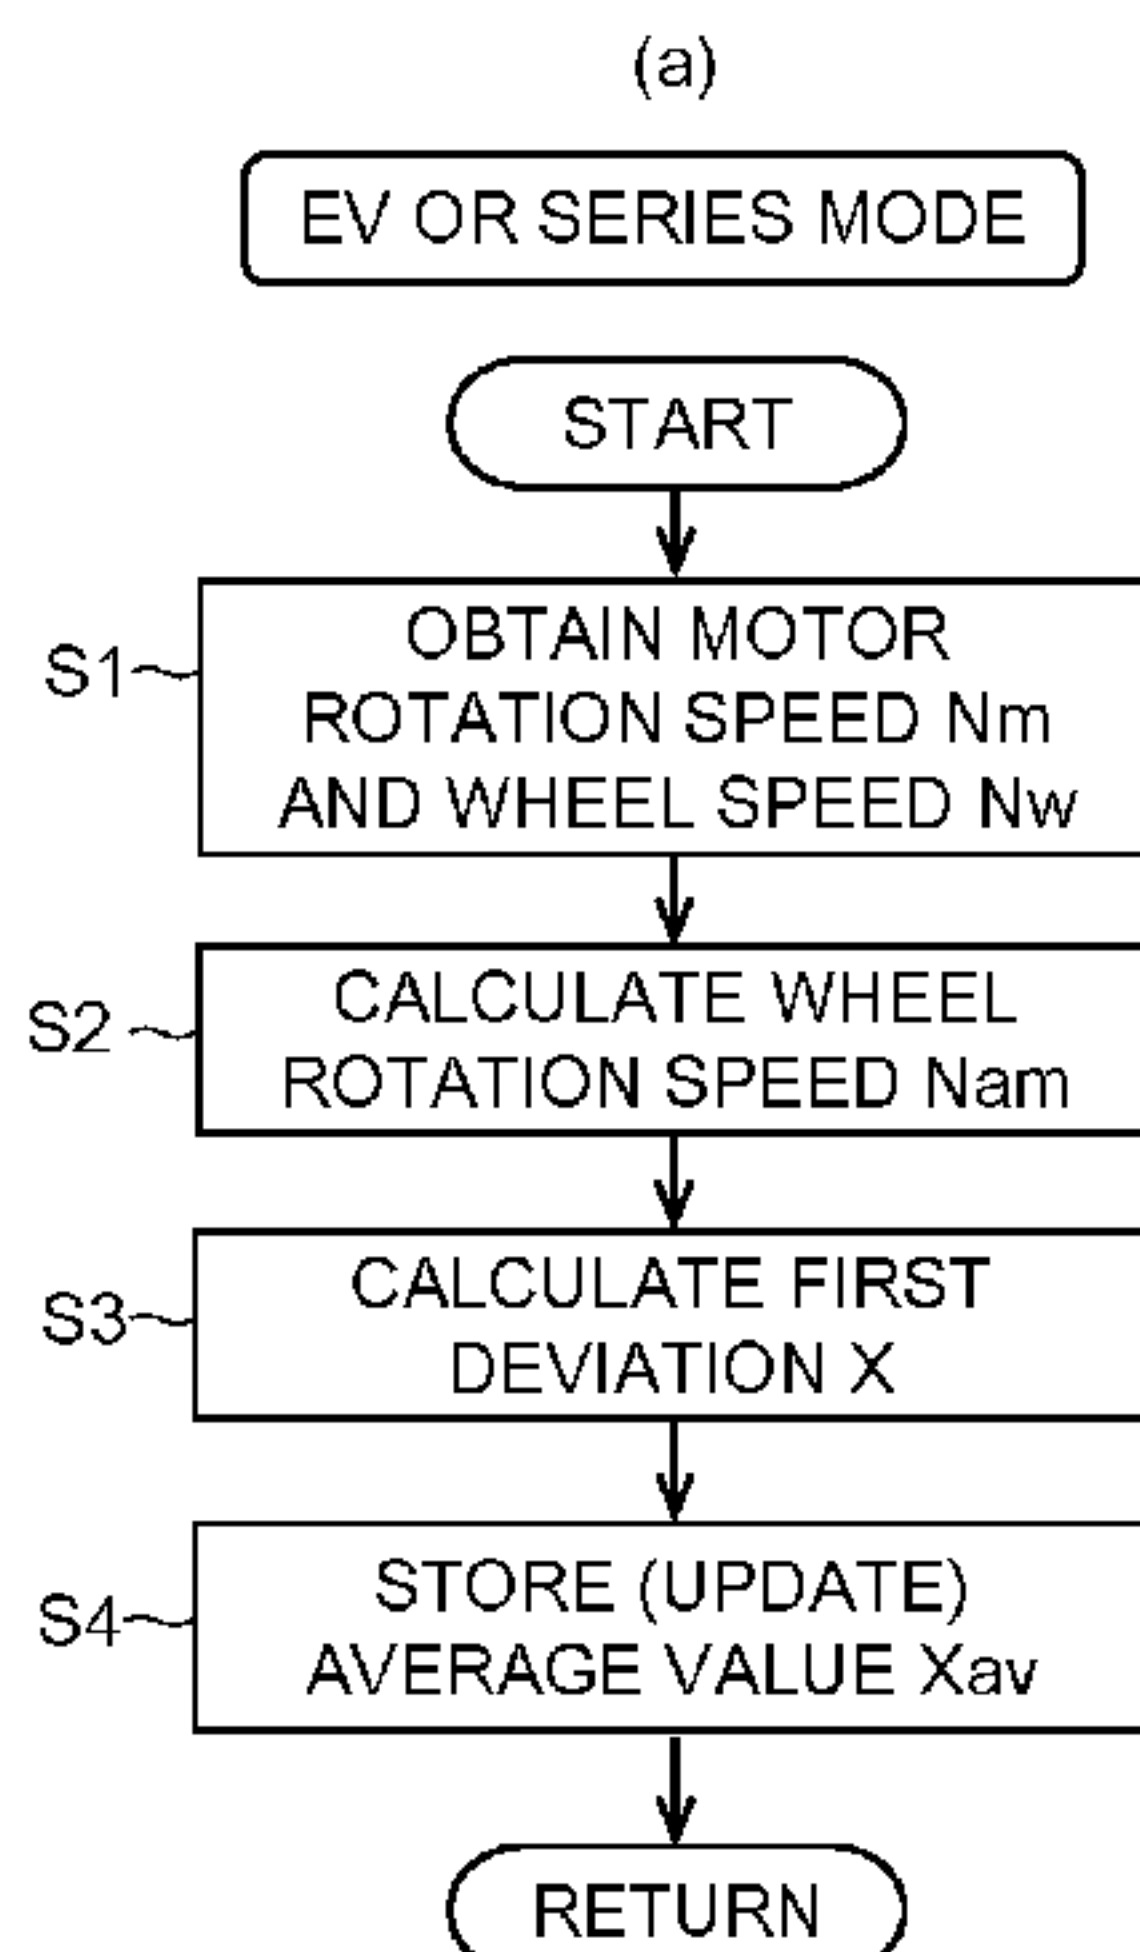 (a)
EV OR SERIES MODE
START
S1
OBTAIN MOTOR
ROTATION SPEED Nm
AND WHEEL SPEED Nw
S2
CALCULATE WHEEL
ROTATION SPEED Nam
S3
CALCULATE FIRST
DEVIATION X
S4
STORE (UPDATE)
AVERAGE VALUE Xav
RETURN